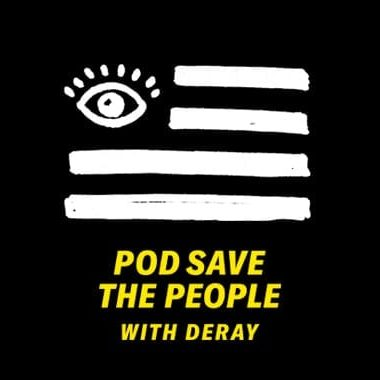 POD SAVE
THE PEOPLE
WITH DERAY